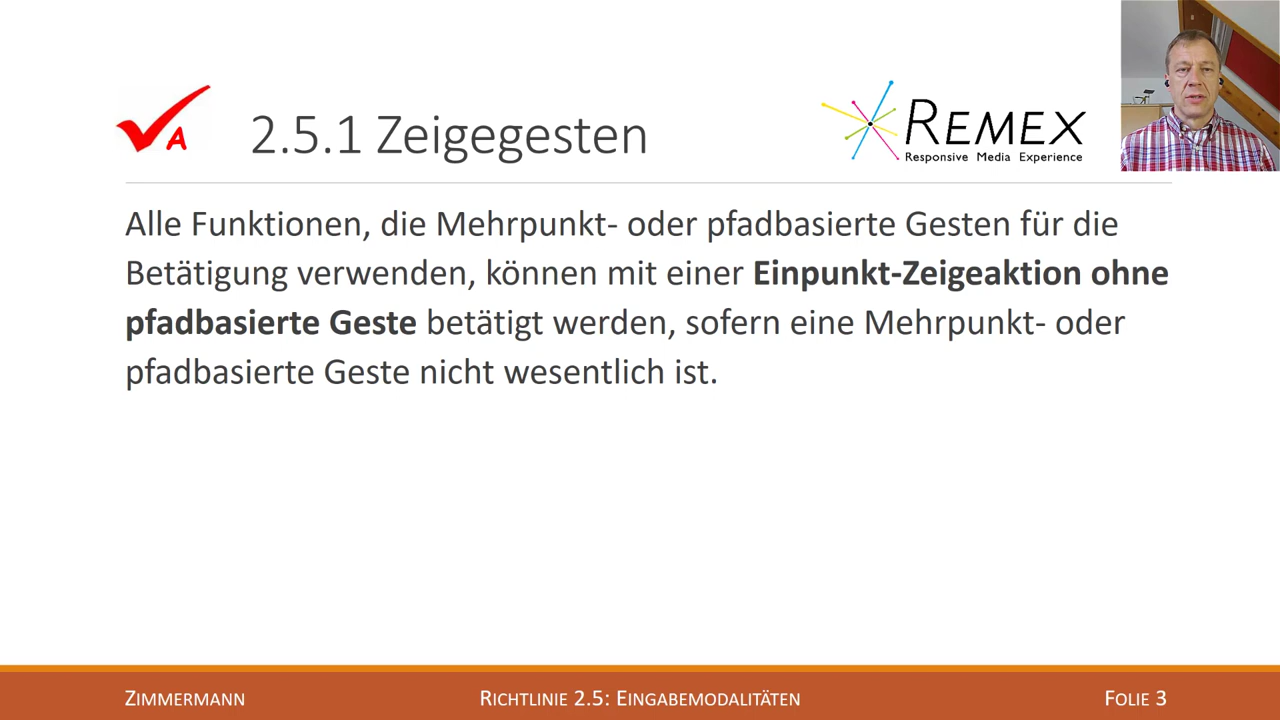 A
2.5.1 Zeigegesten
REMEX
Responsive Media Experience
Alle Funktionen, die Mehrpunkt- oder pfadbasierte Gesten für die
Betätigung verwenden, können mit einer Einpunkt-Zeigeaktion ohne
pfadbasierte Geste betätigt werden, sofern eine Mehrpunkt- oder
pfadbasierte Geste nicht wesentlich ist.
ZIMMERMANN
RICHTLINIE 2.5: EINGABEMODALITÄTEN
FOLIE 3